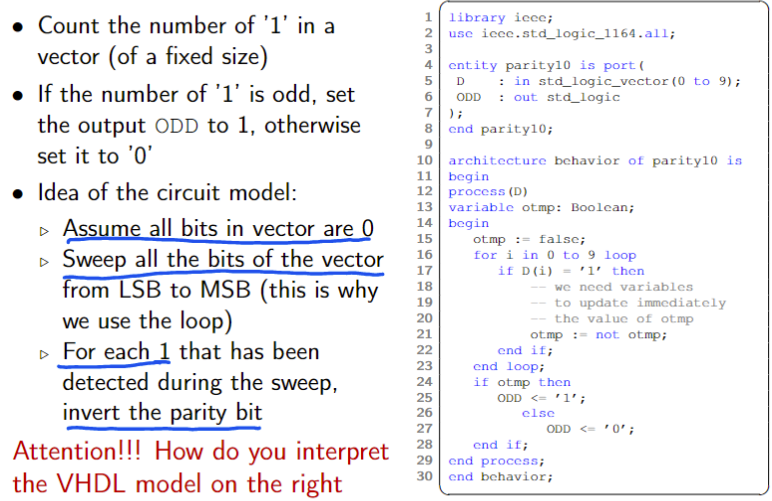 • Count the number of '1' in a
vector (of a fixed size)
• If the number of '1' is odd, set
the output ODD to 1, otherwise
set it to '0'
• Idea of the circuit model:
▷ Assume all bits in vector are 0
▷ Sweep all the bits of the vector
from LSB to MSB (this is why
we use the loop)
▷ For each 1 that has been
detected during the sweep,
invert the parity bit
Attention!!! How do you interpret
the VHDL model on the right
1 library ieee;
2 use ieee.std_logic_1164.all;
3
4 entity parity10 is port(
5 D : in std_logic_vector(0 to 9);
6 ODD : out std_logic
7 );
8 end parity10;
9
10 architecture behavior of parity10 is
11 begin
12 process(D)
13 variable otmp: Boolean;
14 begin
15 otmp := false;
16 for i in 0 to 9 loop
17 if D(i) = '1' then
18 -- we need variables
19 -- to update immediately
20 -- the value of otmp
21 otmp := not otmp;
22 end if;
23 end loop;
24 if otmp then
25 ODD <= '1';
26 else
27 ODD <= '0';
28 end if;
29 end process;
30 end behavior;